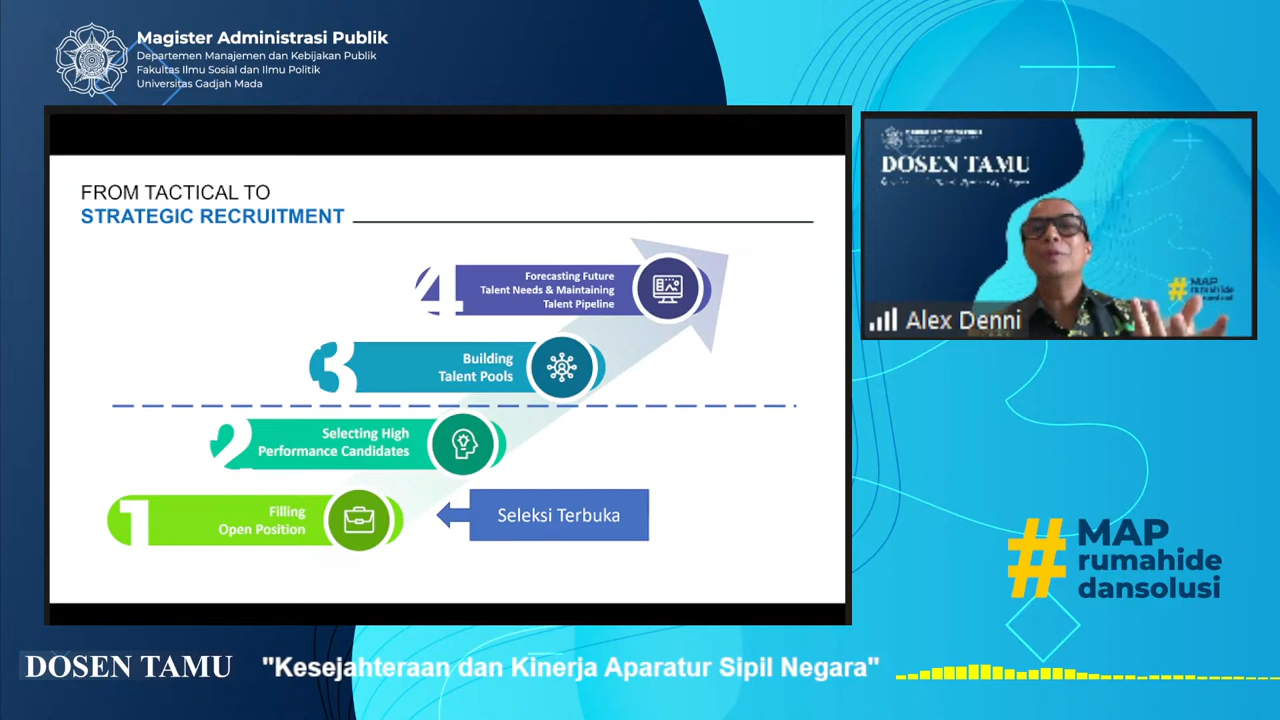 Magister Administrasi Publik
Departemen Manajemen dan Kebijakan Publik
Fakultas Ilmu Sosial dan Ilmu Politik
Universitas Gadjah Mada
FROM TACTICAL TO
STRATEGIC RECRUITMENT
4
Forecasting Future
Talent Needs & Maintaining
Talent Pipeline
3
Building
Talent Pools
2
Selecting High
Performance Candidates
1
Filling
Open Position
Seleksi Terbuka
DOSEN TAMU
#MAP
rumahide
Alex Denni
#MAP
rumahide
dansolusi
DOSEN TAMU
"Kesejahteraan dan Kinerja Aparatur Sipil Negara"